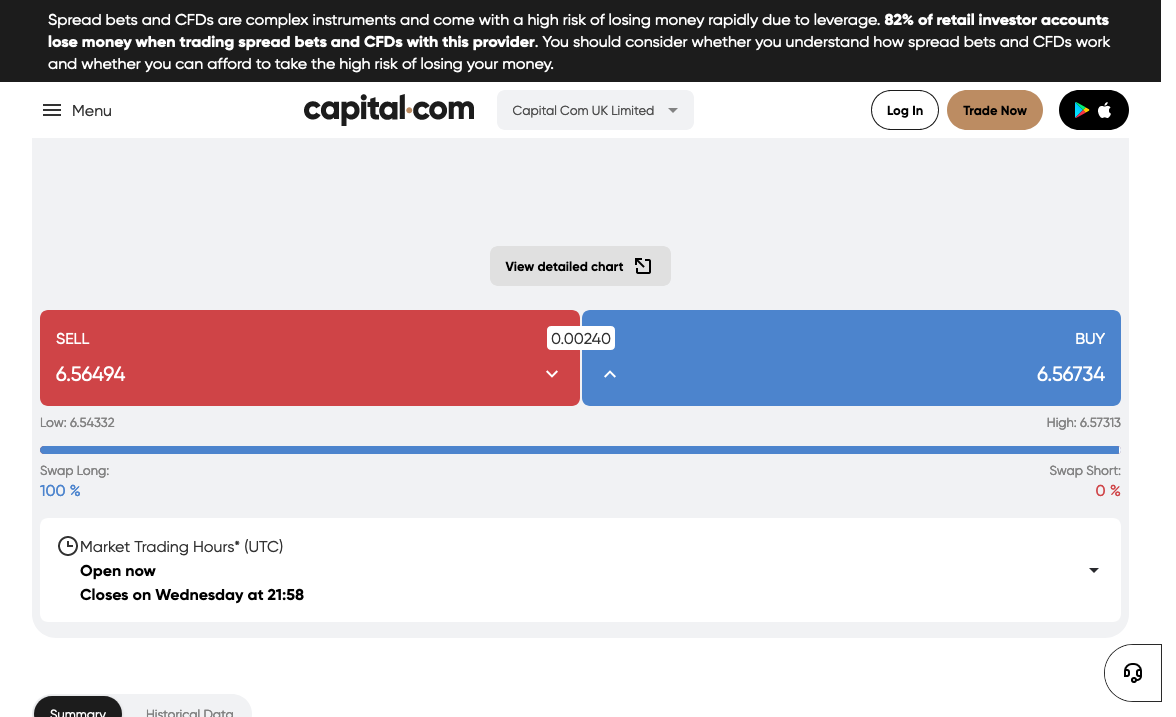 Spread bets and CFDs are complex instruments and come with a high risk of losing money rapidly due to leverage. 82% of retail investor accounts
lose money when trading spread bets and CFDs with this provider. You should consider whether you understand how spread bets and CFDs work
and whether you can afford to take the high risk of losing your money.
Menu
capital.com
Capital Com UK Limited
Log In
Trade Now
View detailed chart
SELL
0.00240
BUY
6.56494
6.56734
Low: 6.54332
High: 6.57313
Swap Long:
Swap Short:
100 %
0 %
Market Trading Hours* (UTC)
Open now
Closes on Wednesday at 21:58
Summary
Historical Data